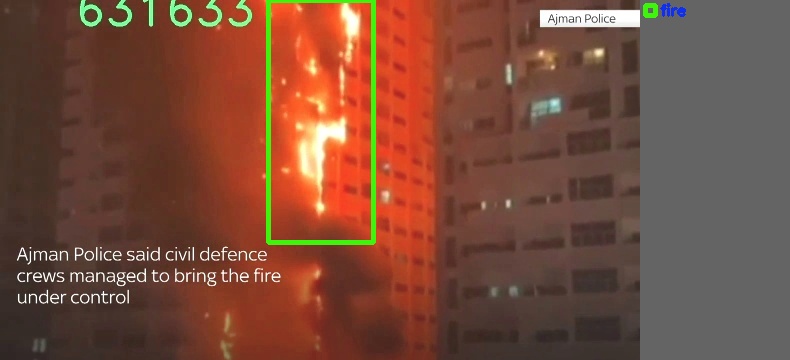 631633
Ajman Police
fire
Ajman Police said civil defence
crews managed to bring the fire
under control